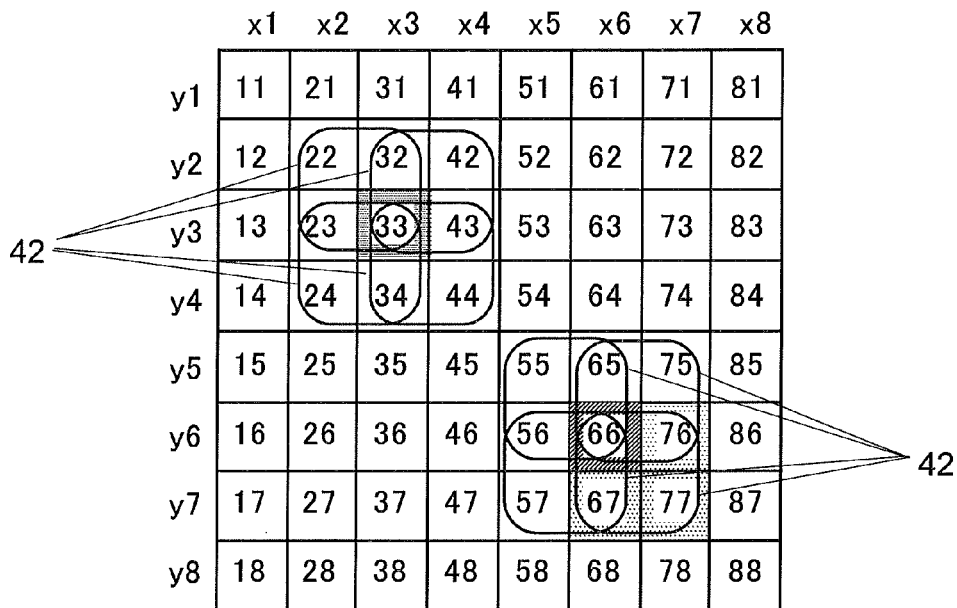 x1 x2 x3 x4 x5 x6 x7 x8
y1 11 21 31 41 51 61 71 81
y2 12 22 32 42 52 62 72 82
y3 13 23 33 43 53 63 73 83
42
y4 14 24 34 44 54 64 74 84
y5 15 25 35 45 55 65 75 85
y6 16 26 36 46 56 66 76 86
42
y7 17 27 37 47 57 67 77 87
y8 18 28 38 48 58 68 78 88